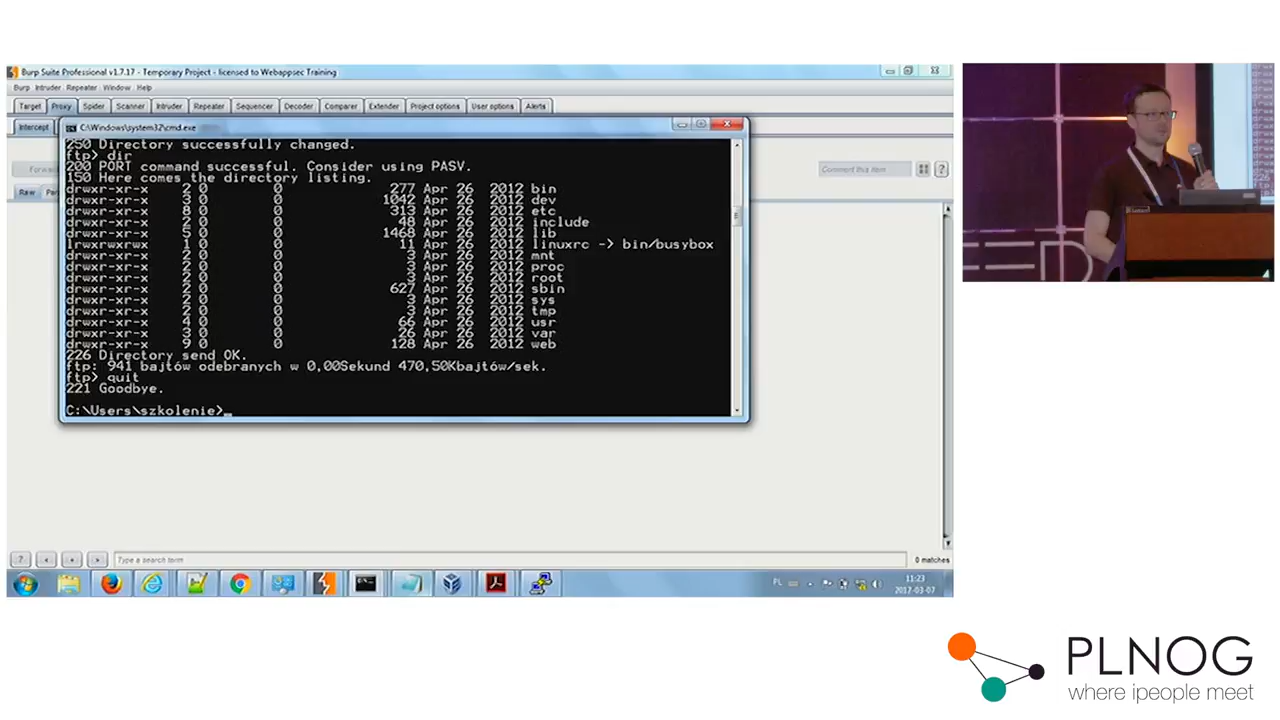 Burp Suite Professional v1.7.17 - Temporary Project - licensed to Webappsec Training
Burp Intruder Repeater Window Help
Target Proxy Spider Scanner Intruder Repeater Sequencer Decoder Comparer Extender Project options User options Alerts
Intercept
C:\Windows\system32\cmd.exe
Comment this item
Raw
250 Directory successfully changed.
ftp> dir
200 PORT command successful. Consider using PASV.
150 Here comes the directory listing.
drwxr-xr-x 2 0 0 277 Apr 26 2012 bin
drwxr-xr-x 3 0 0 1042 Apr 26 2012 dev
drwxr-xr-x 8 0 0 313 Apr 26 2012 etc
drwxr-xr-x 2 0 0 48 Apr 26 2012 include
drwxr-xr-x 5 0 0 1468 Apr 26 2012 lib
lrwxrwxrwx 1 0 0 11 Apr 26 2012 linuxrc -> bin/busybox
drwxr-xr-x 2 0 0 3 Apr 26 2012 mnt
drwxr-xr-x 2 0 0 3 Apr 26 2012 proc
drwxr-xr-x 2 0 0 3 Apr 26 2012 root
drwxr-xr-x 2 0 0 627 Apr 26 2012 sbin
drwxr-xr-x 2 0 0 3 Apr 26 2012 sys
drwxr-xr-x 2 0 0 3 Apr 26 2012 tmp
drwxr-xr-x 4 0 0 66 Apr 26 2012 usr
drwxr-xr-x 3 0 0 26 Apr 26 2012 var
drwxr-xr-x 9 0 0 128 Apr 26 2012 web
226 Directory send OK.
ftp: 941 bajtów odebranych w 0,00Sekund 470,50Kbajtów/sek.
ftp> quit
221 Goodbye.
C:\Users\szkolenie>_
? < + > Type a search term 0 matches
PL 11:23
2017-03-07
PLNOG
where ipeople meet